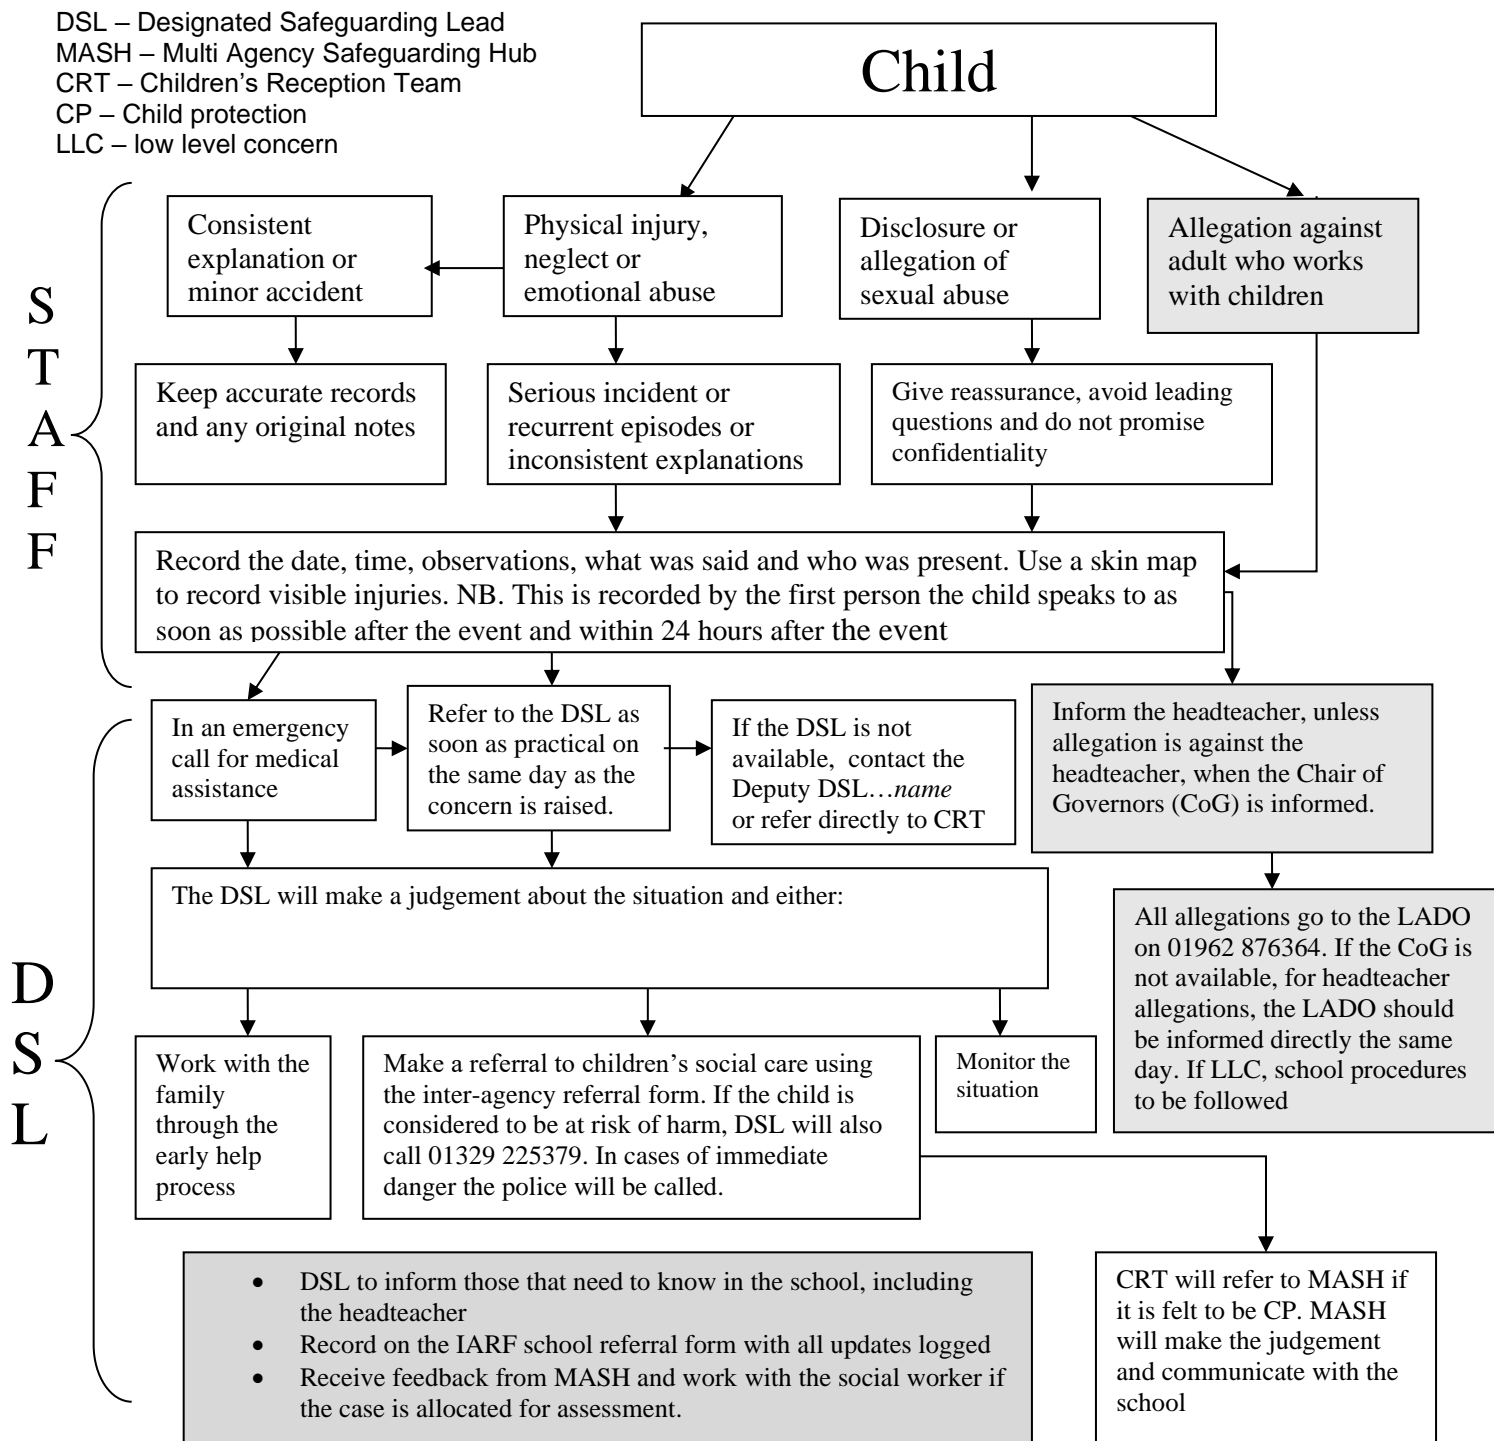 DSL – Designated Safeguarding Lead
MASH – Multi Agency Safeguarding Hub
CRT – Children's Reception Team
CP – Child protection
LLC – low level concern
Child
S
T
A
F
F
Consistent
explanation or
minor accident
Physical injury,
neglect or
emotional abuse
Disclosure or
allegation of
sexual abuse
Allegation against
adult who works
with children
Keep accurate records
and any original notes
Serious incident or
recurrent episodes or
inconsistent explanations
Give reassurance, avoid leading
questions and do not promise
confidentiality
Record the date, time, observations, what was said and who was present. Use a skin map
to record visible injuries. NB. This is recorded by the first person the child speaks to as
soon as possible after the event and within 24 hours after the event
D
S
L
In an emergency
call for medical
assistance
Refer to the DSL as
soon as practical on
the same day as the
concern is raised.
If the DSL is not
available,  contact the
Deputy DSL…name
or refer directly to CRT
Inform the headteacher, unless
allegation is against the
headteacher, when the Chair of
Governors (CoG) is informed.
The DSL will make a judgement about the situation and either:
All allegations go to the LADO
on 01962 876364. If the CoG is
not available, for headteacher
allegations, the LADO should
be informed directly the same
day. If LLC, school procedures
to be followed
Work with the
family
through the
early help
process
Make a referral to children's social care using
the inter-agency referral form. If the child is
considered to be at risk of harm, DSL will also
call 01329 225379. In cases of immediate
danger the police will be called.
Monitor the
situation
• DSL to inform those that need to know in the school, including
the headteacher
• Record on the IARF school referral form with all updates logged
• Receive feedback from MASH and work with the social worker if
the case is allocated for assessment.
CRT will refer to MASH if
it is felt to be CP. MASH
will make the judgement
and communicate with the
school